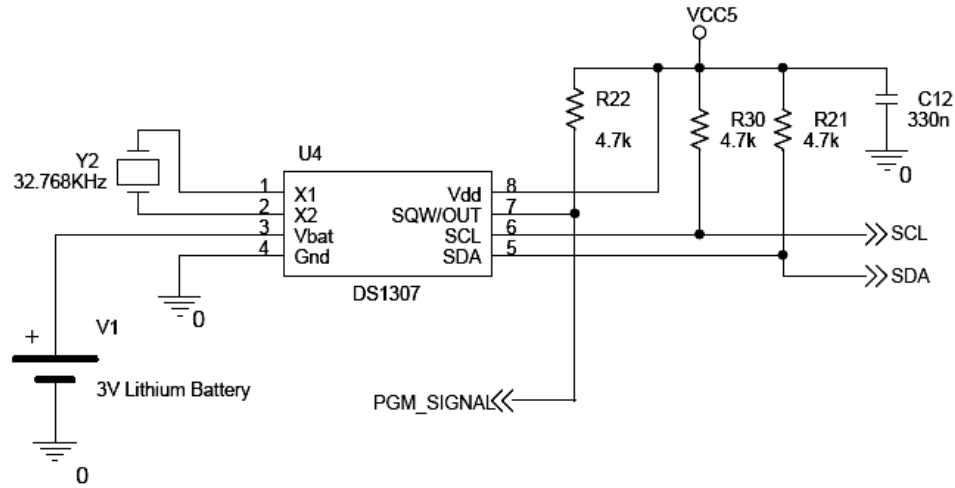 VCC5
R22
4.7k
R30
4.7k
R21
4.7k
C12
330n
0
Y2
32.768KHz
U4
1
X1
2
X2
3
Vbat
4
Gnd
Vdd
8
SQW/OUT
7
SCL
6
SDA
5
DS1307
0
SCL
SDA
+
V1
3V Lithium Battery
0
PGM_SIGNAL